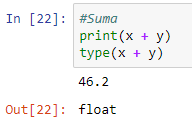 In [22]: #Suma
print(x + y)
type(x + y)
46.2
Out[22]: float